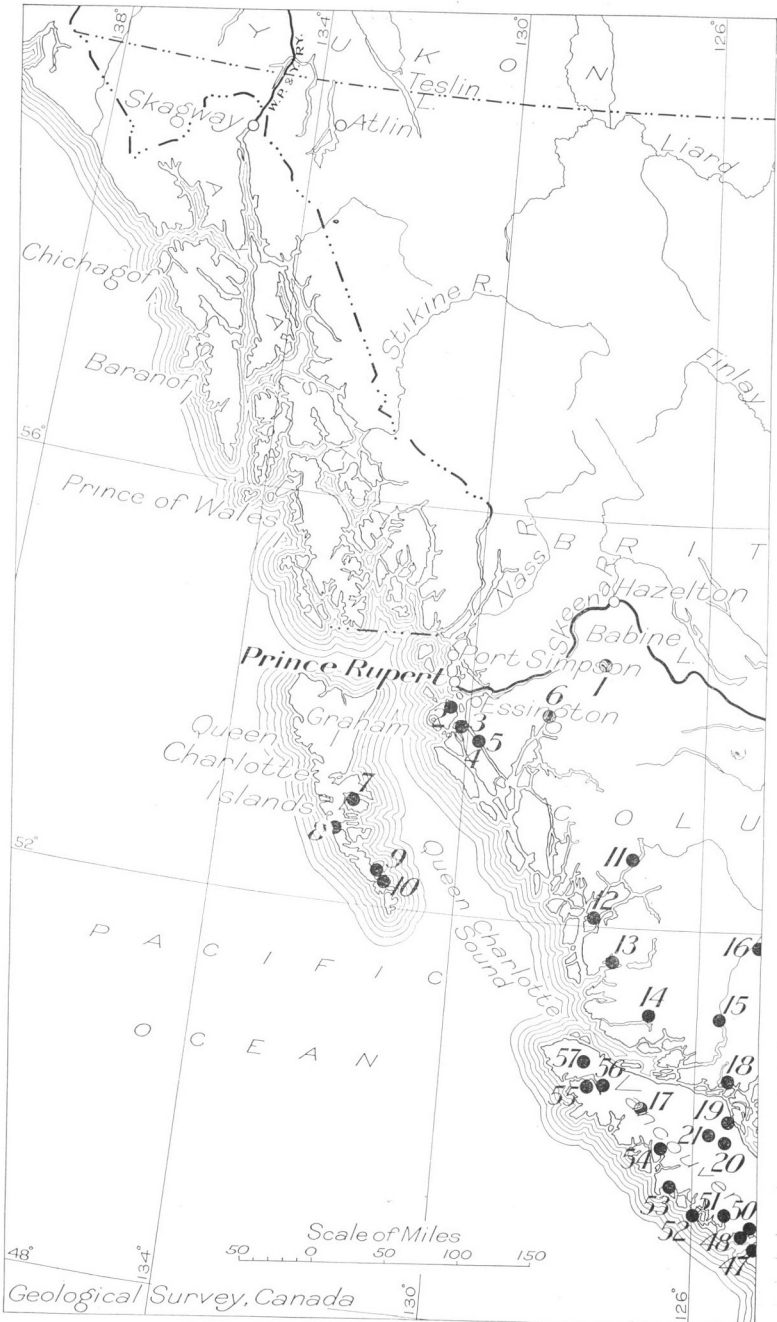 138°
134°
130°
126°
Y U K O N
W.P. & Y. RY.
Teslin
L.
Skagway
Atlin
Liard
A L A
Chichagof
Stikine R.
Baranof
Finlay
56°
Prince of Wales
Nass R.
B R I T
Skeena R.
Hazelton
Babine
L.
Port Simpson
Prince Rupert
1
Essington
6
2
3
4
5
Graham I.
Queen
Charlotte
Islands
7
8
9
10
C O L U
52°
11
12
13
Queen Charlotte
Sound
P A C I F I C
O C E A N
14
15
16
57
56
55
17
18
19
21
20
54
53
52
51
50
48
47
Scale of Miles
50 0 50 100 150
48°
134°
130°
126°
Geological Survey, Canada